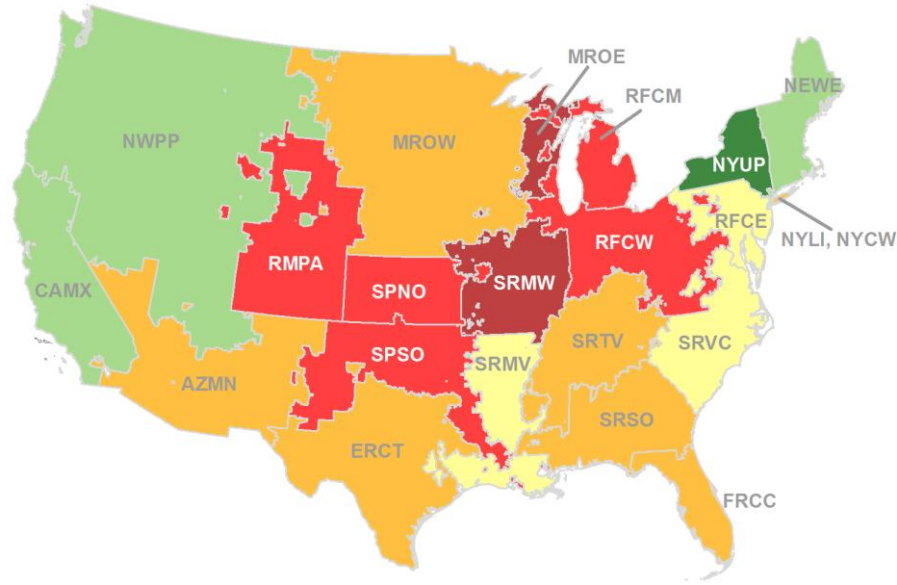 MROE
RFCM
NEWE
NWPP
MROW
NYUP
RFCE
NYLI, NYCW
RFCW
RMPA
SPNO
SRMW
CAMX
SPSO
SRTV
SRVC
SRMV
AZMN
SRSO
ERCT
FRCC